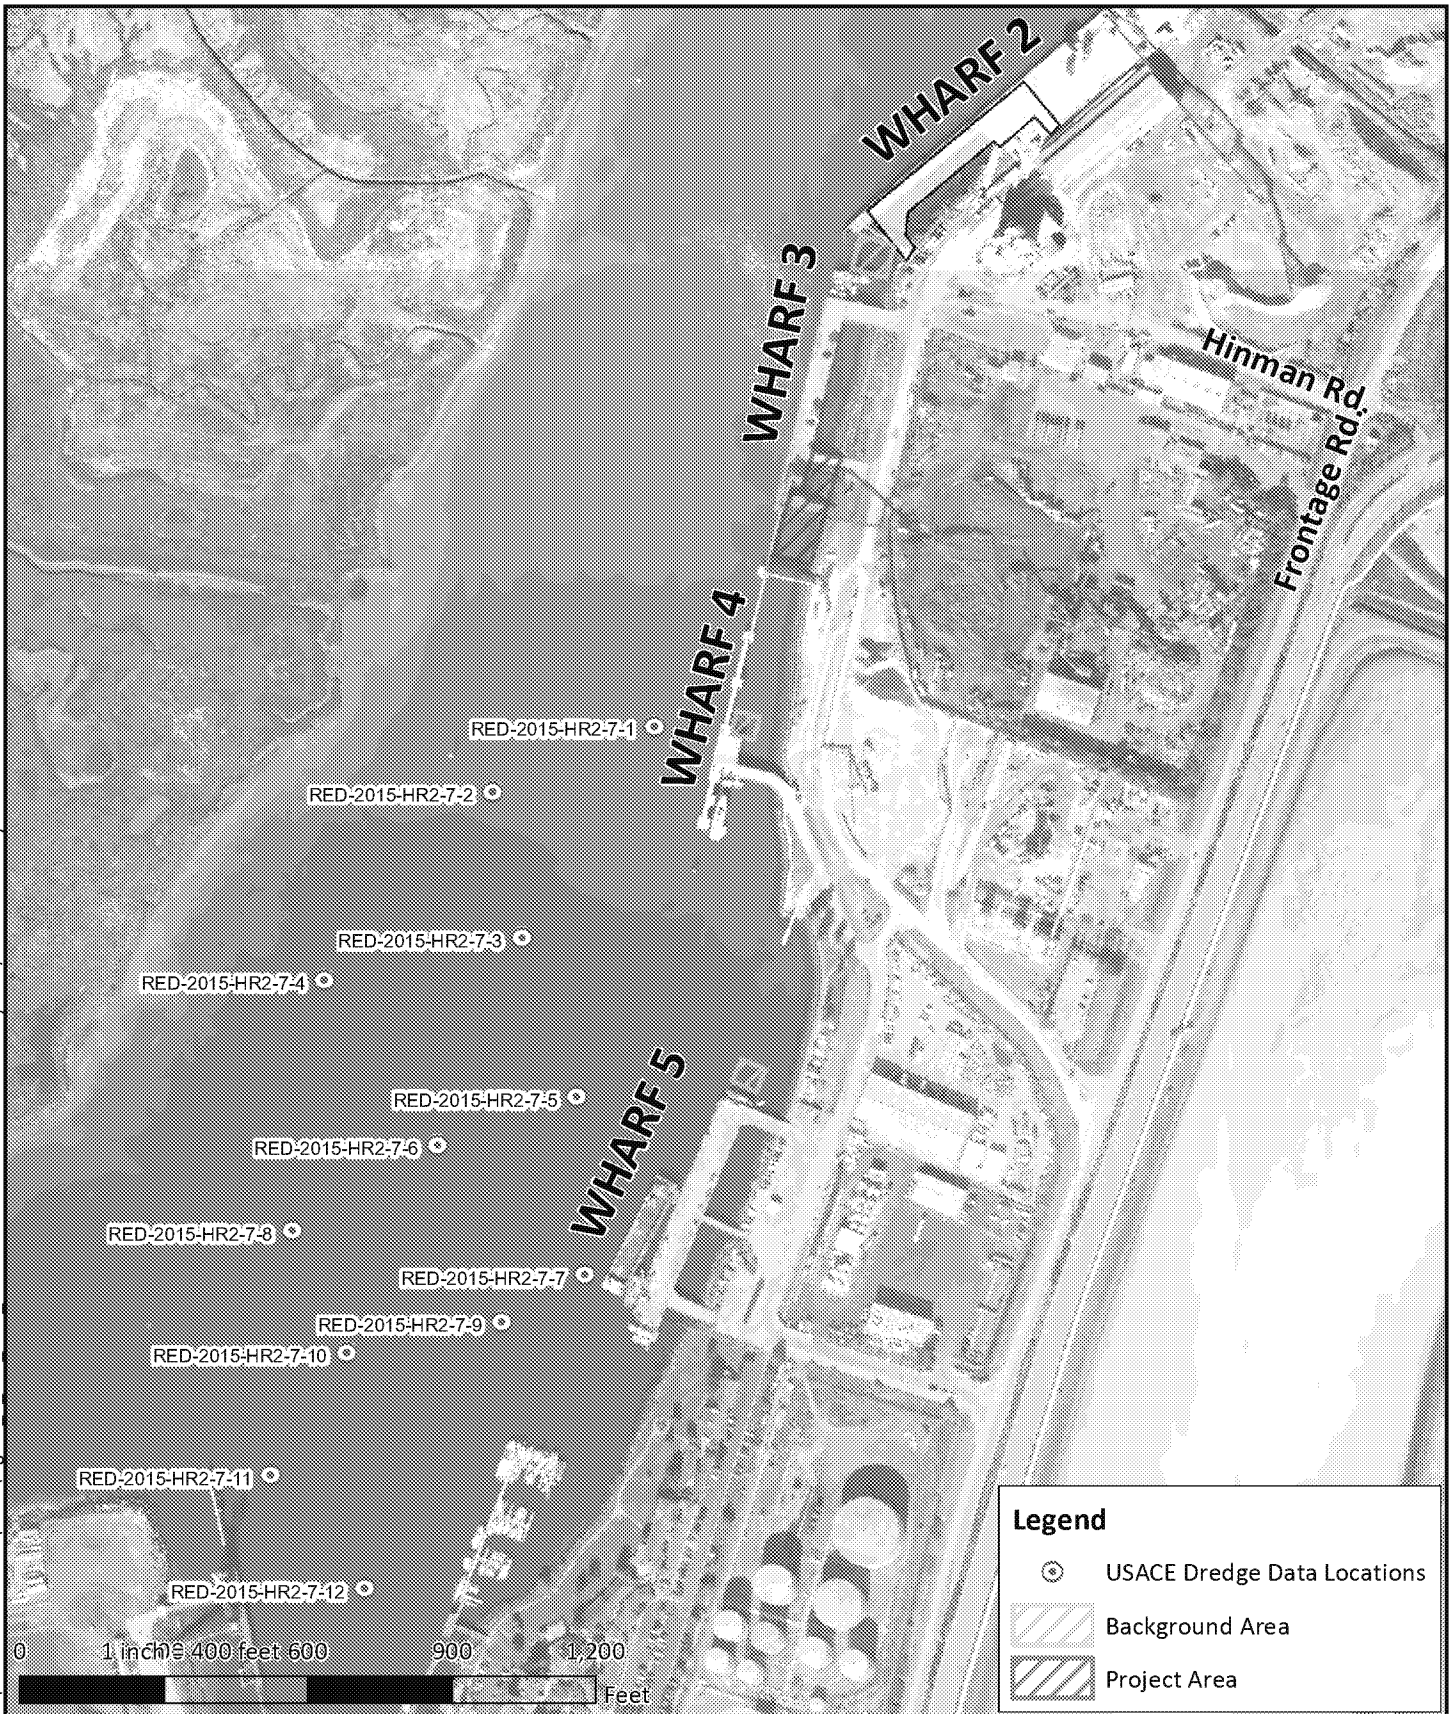 WHARF 2
WHARF 3
Hinman Rd.
Frontage Rd.
WHARF 4
RED-2015-HR2-7-1
RED-2015-HR2-7-2
RED-2015-HR2-7-3
RED-2015-HR2-7-4
WHARF 5
RED-2015-HR2-7-5
RED-2015-HR2-7-6
RED-2015-HR2-7-8
RED-2015-HR2-7-7
RED-2015-HR2-7-9
RED-2015-HR2-7-10
RED-2015-HR2-7-11
RED-2015-HR2-7-12
Legend
USACE Dredge Data Locations
Background Area
Project Area
0 600 900 1,200
1 inch = 400 feet
Feet